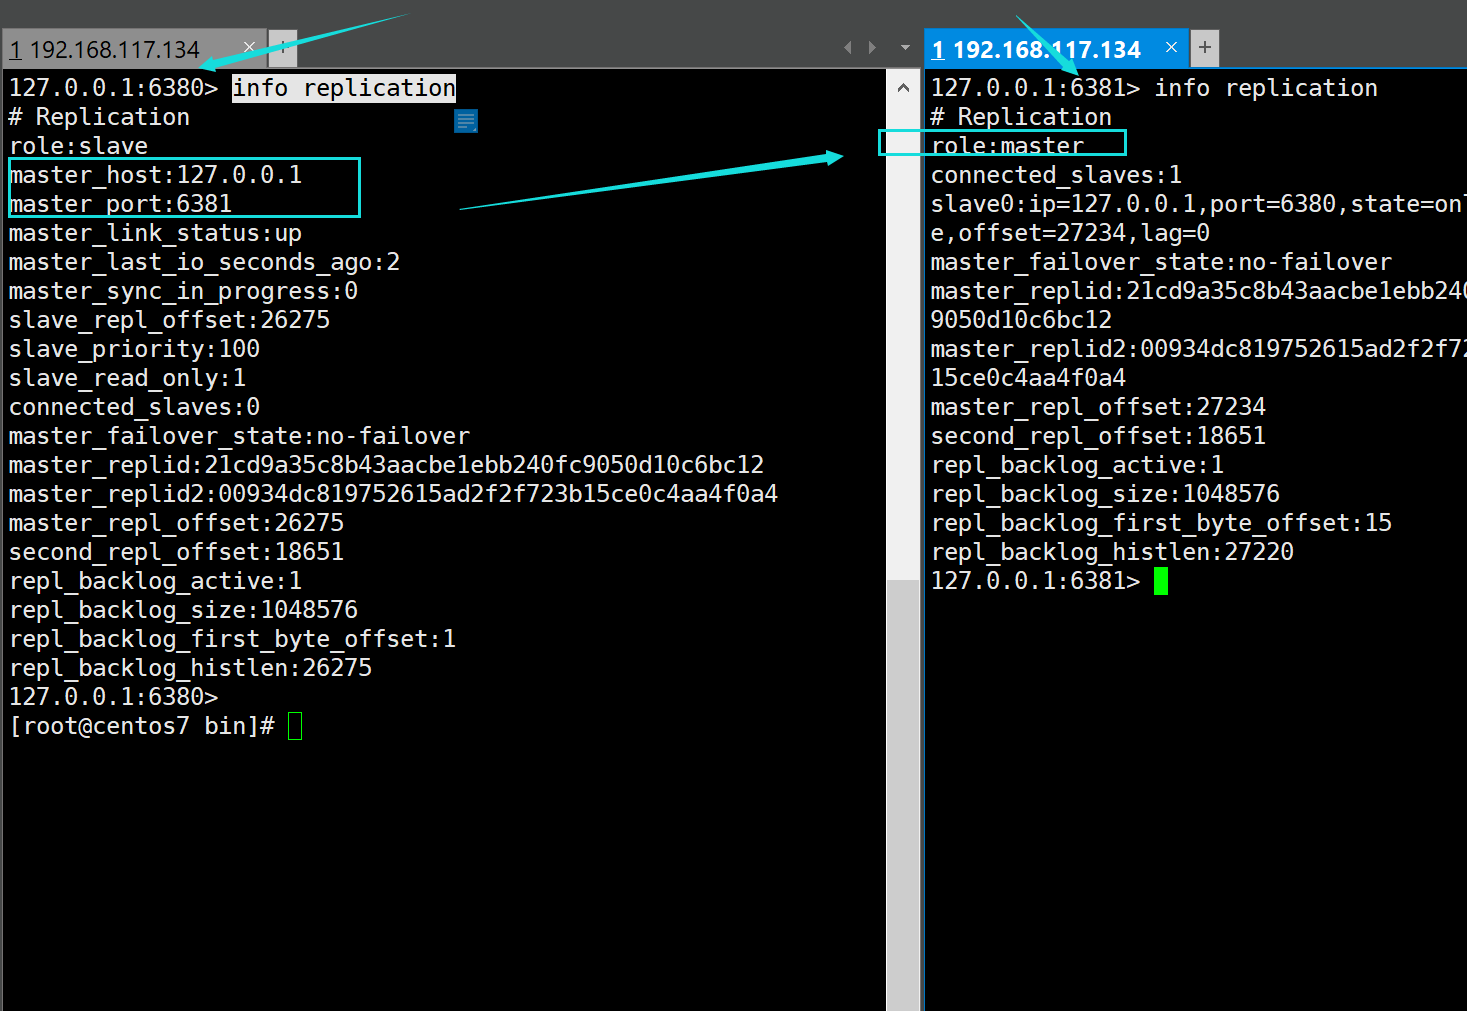 1 192.168.117.134
127.0.0.1:6380> info replication
# Replication
role:slave
master_host:127.0.0.1
master_port:6381
master_link_status:up
master_last_io_seconds_ago:2
master_sync_in_progress:0
slave_repl_offset:26275
slave_priority:100
slave_read_only:1
connected_slaves:0
master_failover_state:no-failover
master_replid:21cd9a35c8b43aacbe1ebb240fc9050d10c6bc12
master_replid2:00934dc819752615ad2f2f723b15ce0c4aa4f0a4
master_repl_offset:26275
second_repl_offset:18651
repl_backlog_active:1
repl_backlog_size:1048576
repl_backlog_first_byte_offset:1
repl_backlog_histlen:26275
127.0.0.1:6380>
[root@centos7 bin]#
1 192.168.117.134
127.0.0.1:6381> info replication
# Replication
role:master
connected_slaves:1
slave0:ip=127.0.0.1,port=6380,state=onl
e,offset=27234,lag=0
master_failover_state:no-failover
master_replid:21cd9a35c8b43aacbe1ebb240
9050d10c6bc12
master_replid2:00934dc819752615ad2f2f72
15ce0c4aa4f0a4
master_repl_offset:27234
second_repl_offset:18651
repl_backlog_active:1
repl_backlog_size:1048576
repl_backlog_first_byte_offset:15
repl_backlog_histlen:27220
127.0.0.1:6381>